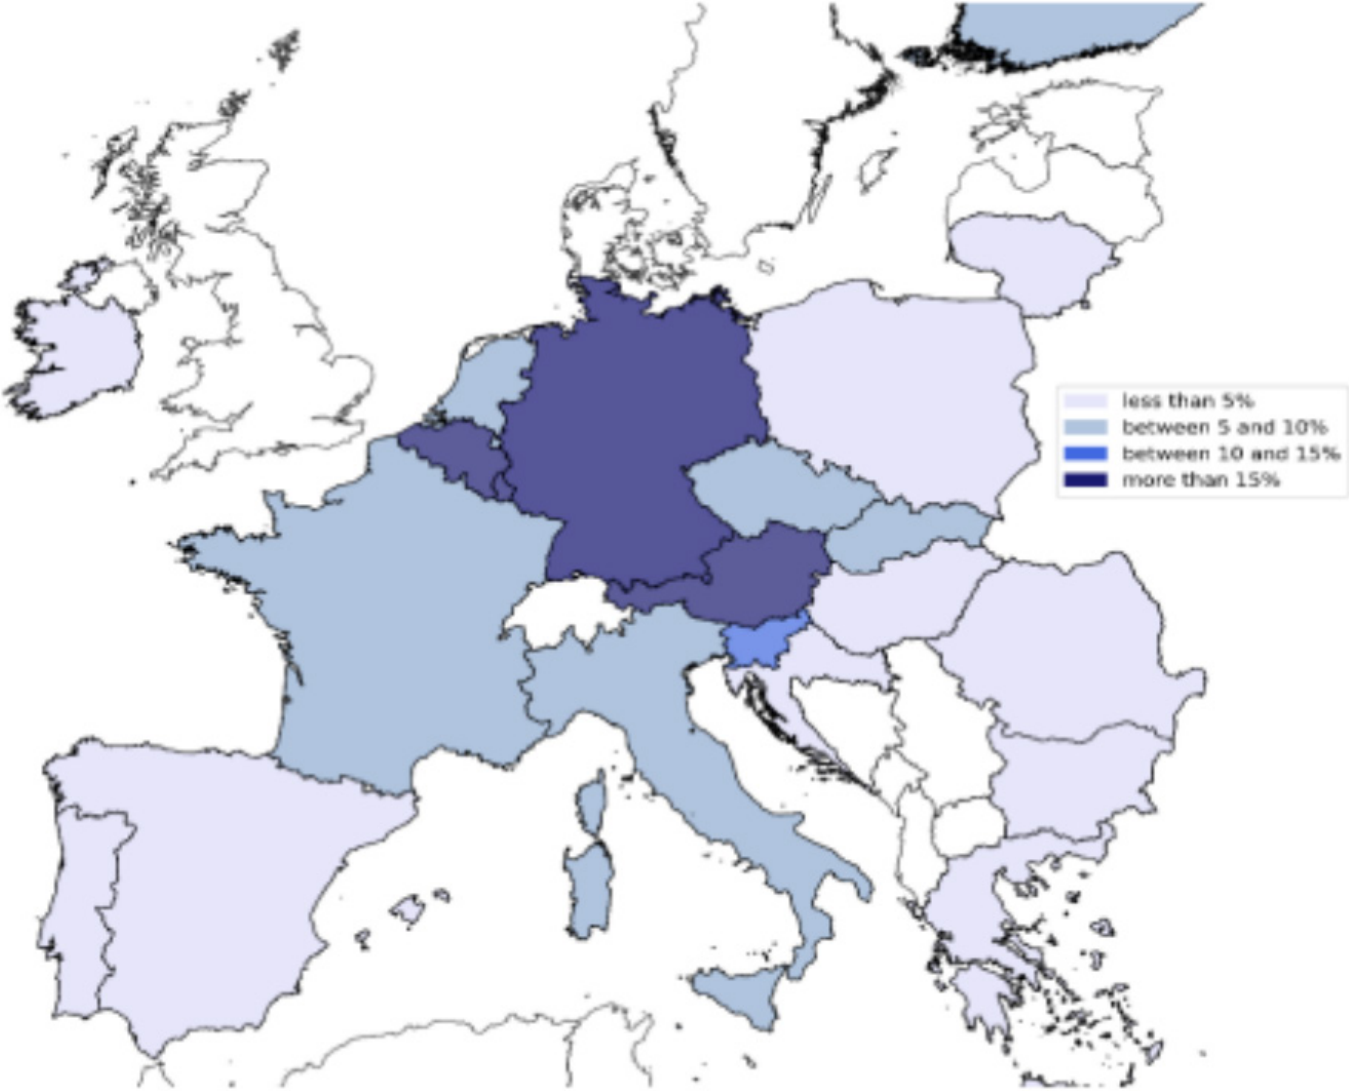 less than 5%
between 5 and 10%
between 10 and 15%
more than 15%